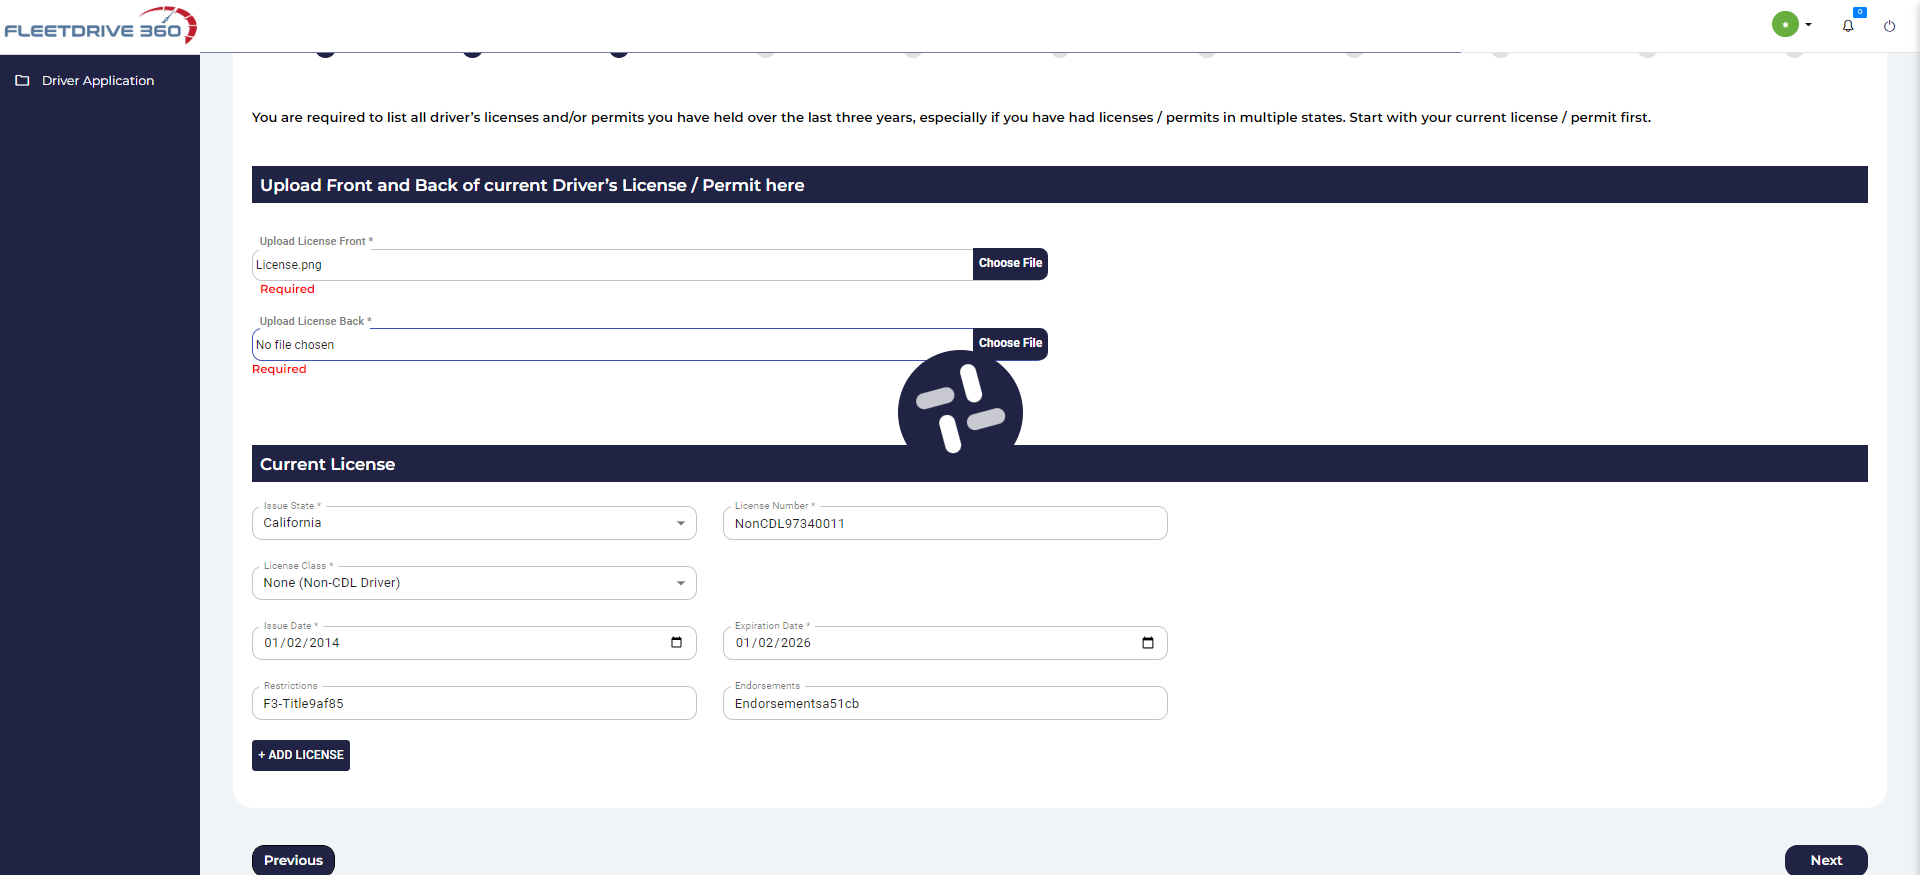 FLEETDRIVE 360
0
Driver Application
You are required to list all driver's licenses and/or permits you have held over the last three years, especially if you have had licenses / permits in multiple states. Start with your current license / permit first.
Upload Front and Back of current Driver's License / Permit here
Upload License Front *
License.png
Choose File
Required
Upload License Back *
No file chosen
Choose File
Required
Current License
Issue State *
California
License Number *
NonCDL97340011
License Class *
None (Non-CDL Driver)
Issue Date *
01/02/2014
Expiration Date *
01/02/2026
Restrictions
F3-Title9af85
Endorsements
Endorsementsa51cb
+ ADD LICENSE
Previous
Next